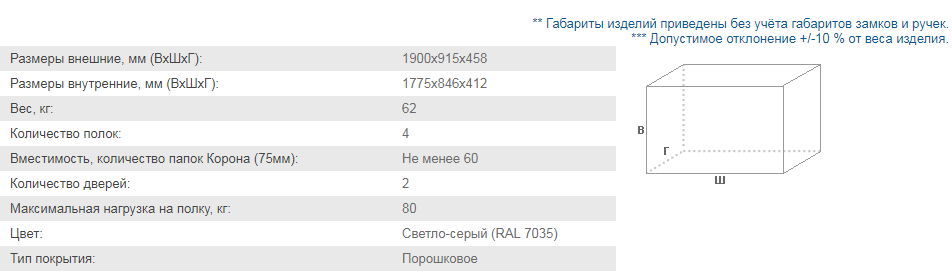 ** Габариты изделий приведены без учёта габаритов замков и ручек.
*** Допустимое отклонение +/-10 % от веса изделия.
Размеры внешние, мм (ВхШхГ): 1900x915x458
Размеры внутренние, мм (ВхШхГ): 1775x846x412
Вес, кг: 62
Количество полок: 4
Вместимость, количество папок Корона (75мм): Не менее 60
Количество дверей: 2
Максимальная нагрузка на полку, кг: 80
Цвет: Светло-серый (RAL 7035)
Тип покрытия: Порошковое
В
Г
Ш